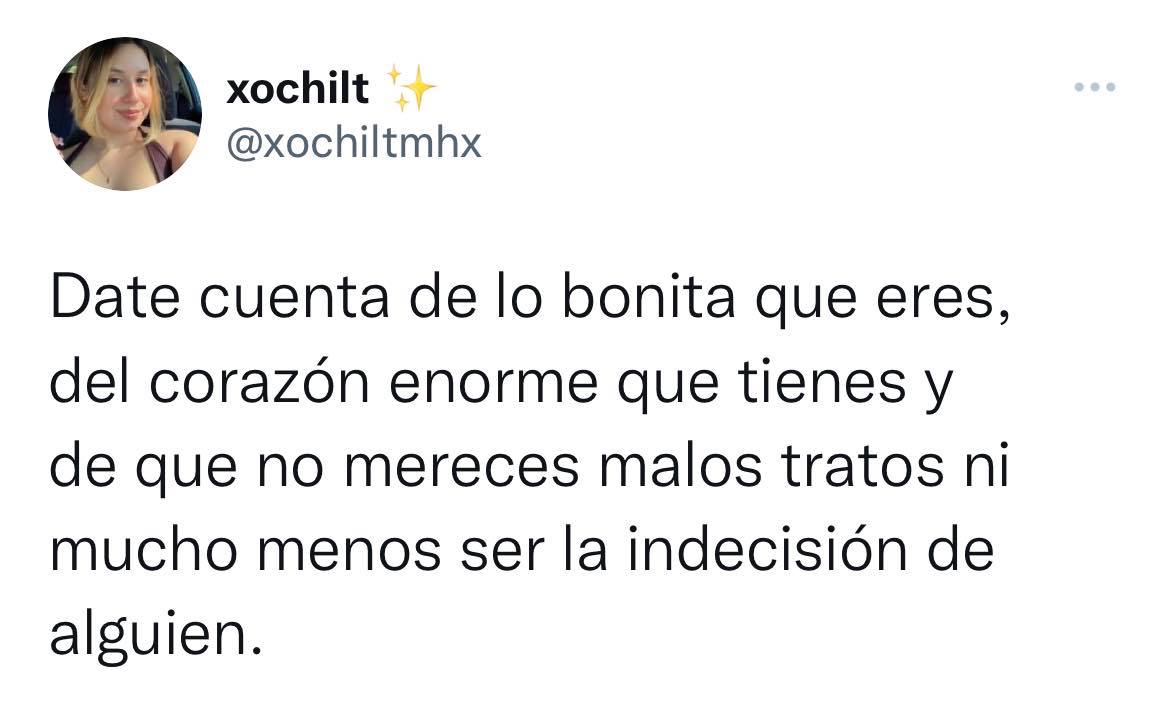 xochilt ✨
@xochiltmhx
Date cuenta de lo bonita que eres,
del corazón enorme que tienes y
de que no mereces malos tratos ni
mucho menos ser la indecisión de
alguien.